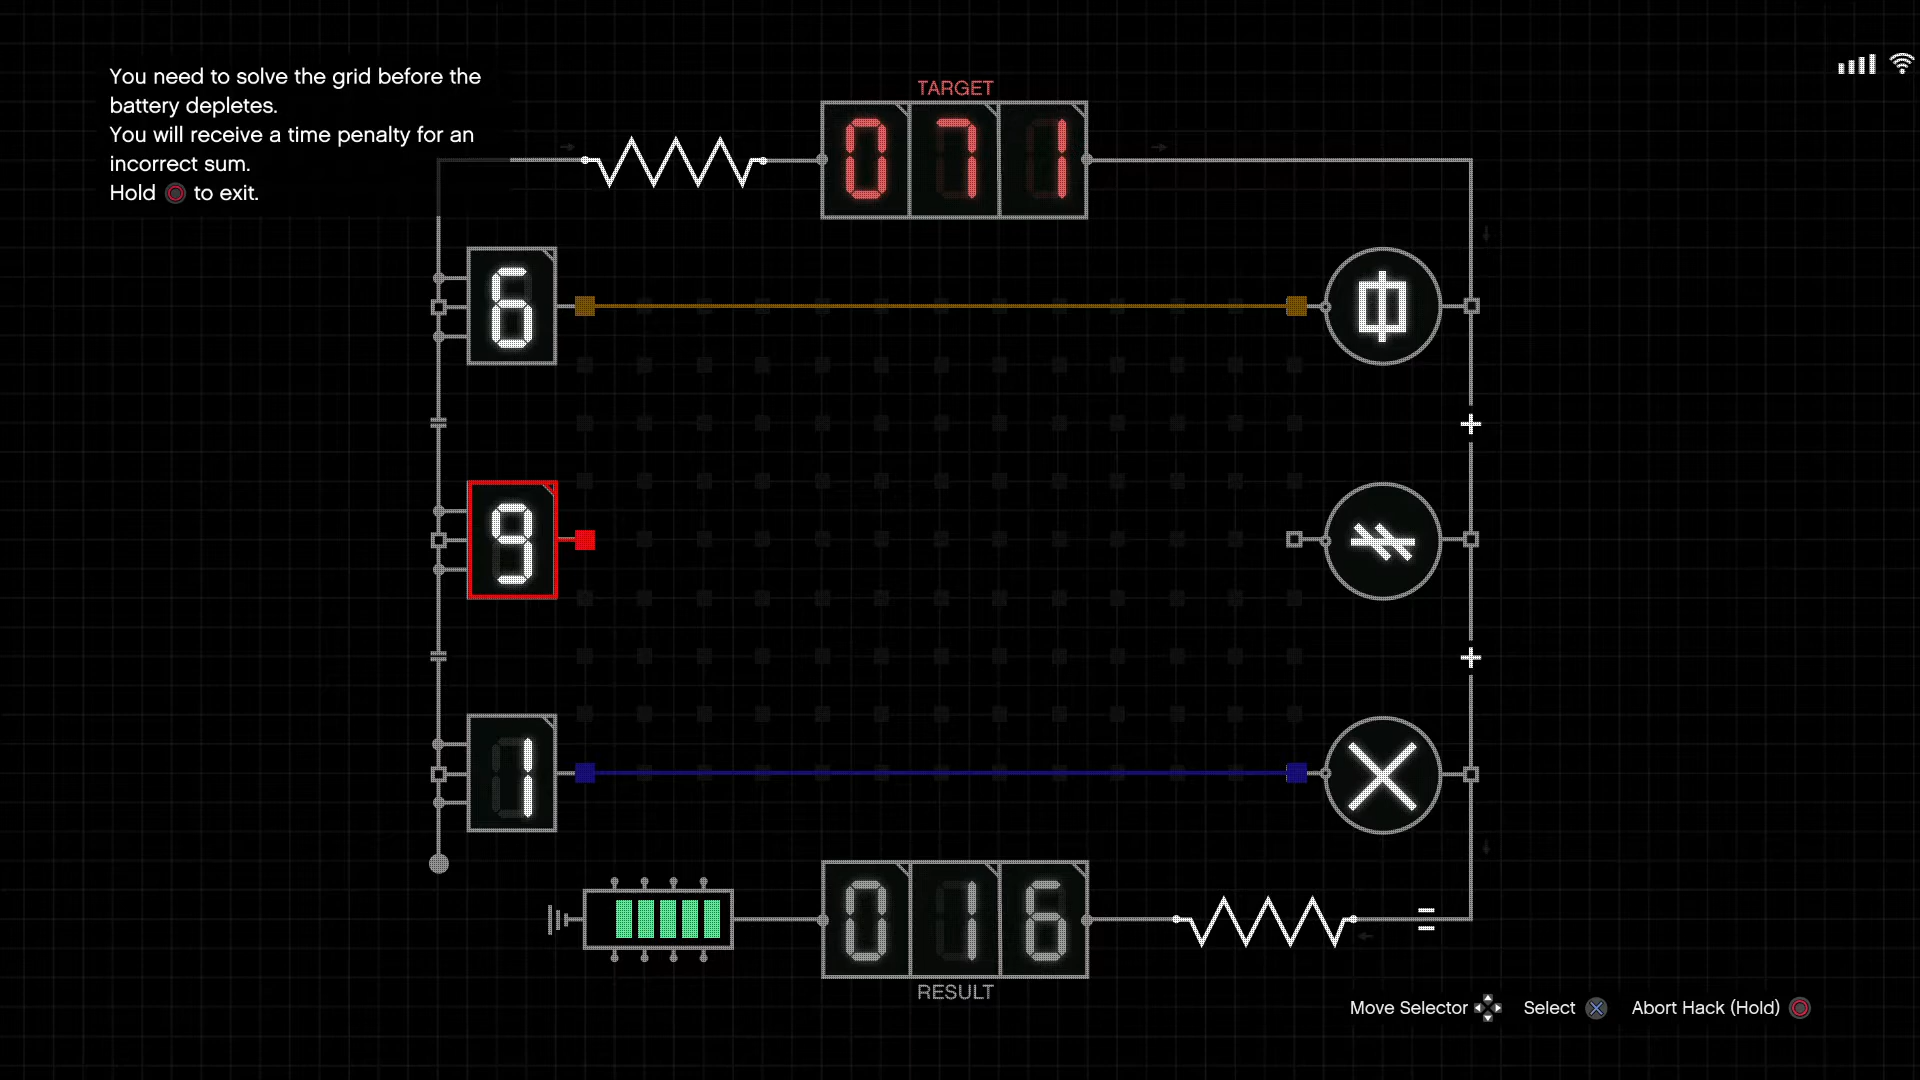 You need to solve the grid before the
battery depletes.
You will receive a time penalty for an
incorrect sum.
Hold to exit.
TARGET
071
6
9
1
016
RESULT
Move Selector Select Abort Hack (Hold)